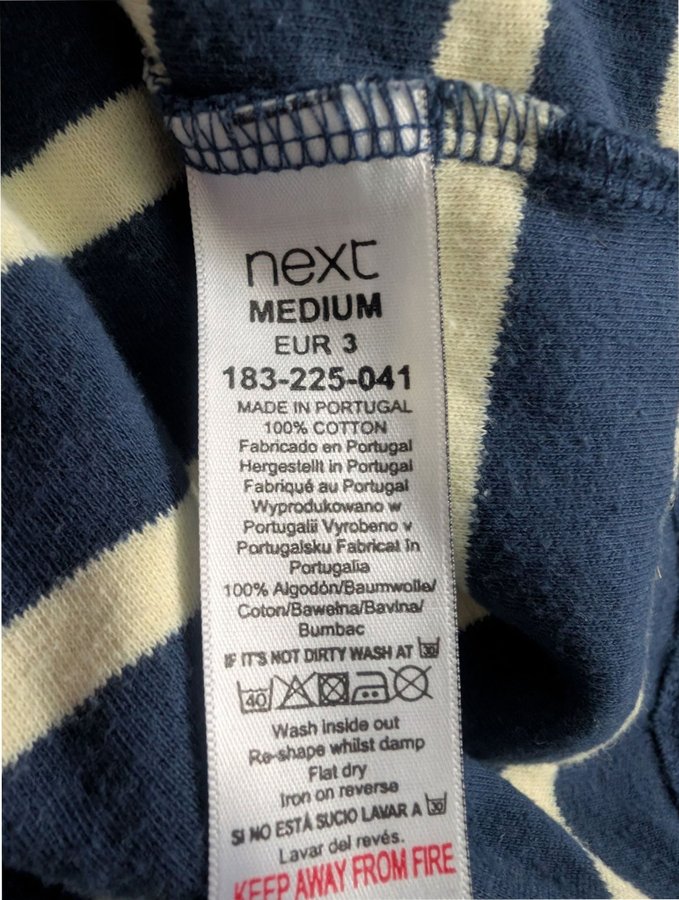 next
MEDIUM
EUR 3
183-225-041
MADE IN PORTUGAL
100% COTTON
Fabricado en Portugal
Hergestellt in Portugal
Fabriqué au Portugal
Wyprodukowano w
Portugalii Vyrobeno v
Portugalsku Fabricat în
Portugalia
100% Algodón/Baumwolle/
Coton/Bawełna/Bavlna/
Bumbac
IF IT'S NOT DIRTY WASH AT 30
40
Wash inside out
Re-shape whilst damp
Flat dry
Iron on reverse
SI NO ESTÁ SUCIO LAVAR A 30
Lavar del revés.
KEEP AWAY FROM FIRE